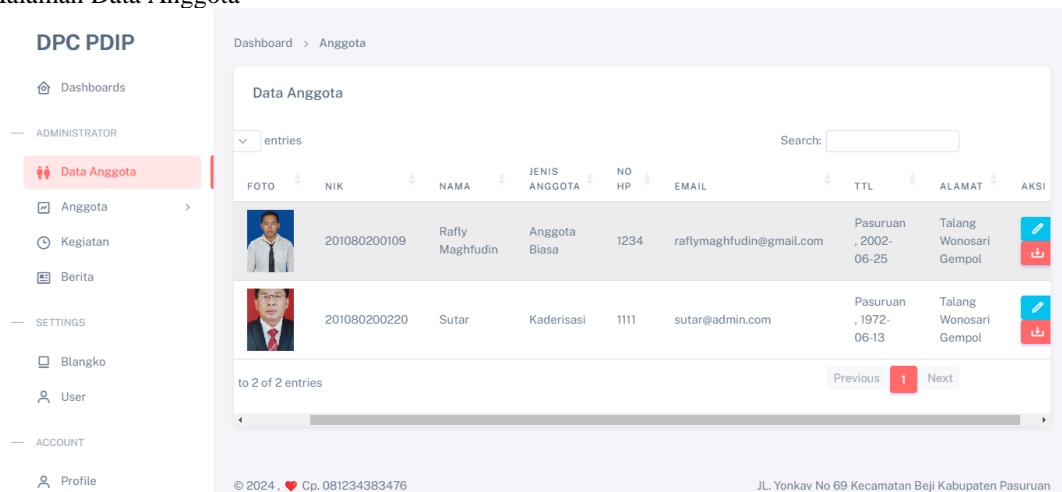 Halaman Data Anggota
DPC PDIP
Dashboards
ADMINISTRATOR
Data Anggota
Anggota
Kegiatan
Berita
SETTINGS
Blangko
User
ACCOUNT
Profile
Dashboard > Anggota
Data Anggota
entries
Search:
FOTO NIK NAMA JENIS ANGGOTA NO HP EMAIL TTL ALAMAT AKSI
201080200109 Rafly Maghfudin Anggota Biasa 1234 raflymaghfudin@gmail.com Pasuruan , 2002-06-25 Talang Wonosari Gempol
201080200220 Sutar Kaderisasi 1111 sutar@admin.com Pasuruan , 1972-06-13 Talang Wonosari Gempol
to 2 of 2 entries
Previous 1 Next
© 2024 , ❤ Cp. 081234383476
JL. Yonkav No 69 Kecamatan Beji Kabupaten Pasuruan